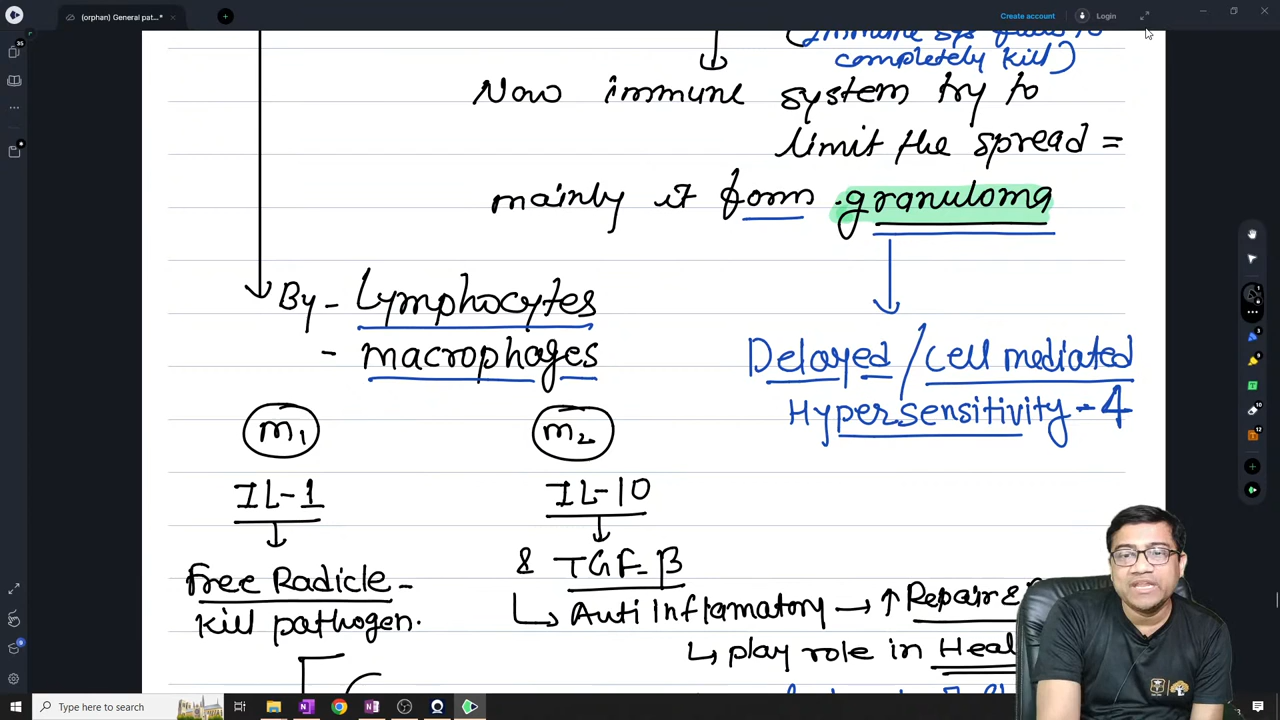 (orphan) General pat...*
Create account
Login
35
completely kill)
Now immune system try to
limit the spread =
mainly it form granuloma
By - Lymphocytes
- macrophages
Delayed / Cell mediated
Hypersensitivity - 4
m1
m2
IL-1
IL-10
& TGF-β
Free Radicle -
kill pathogen.
Anti Inflamatory → ↑ Repair &
play role in Heal
Type here to search